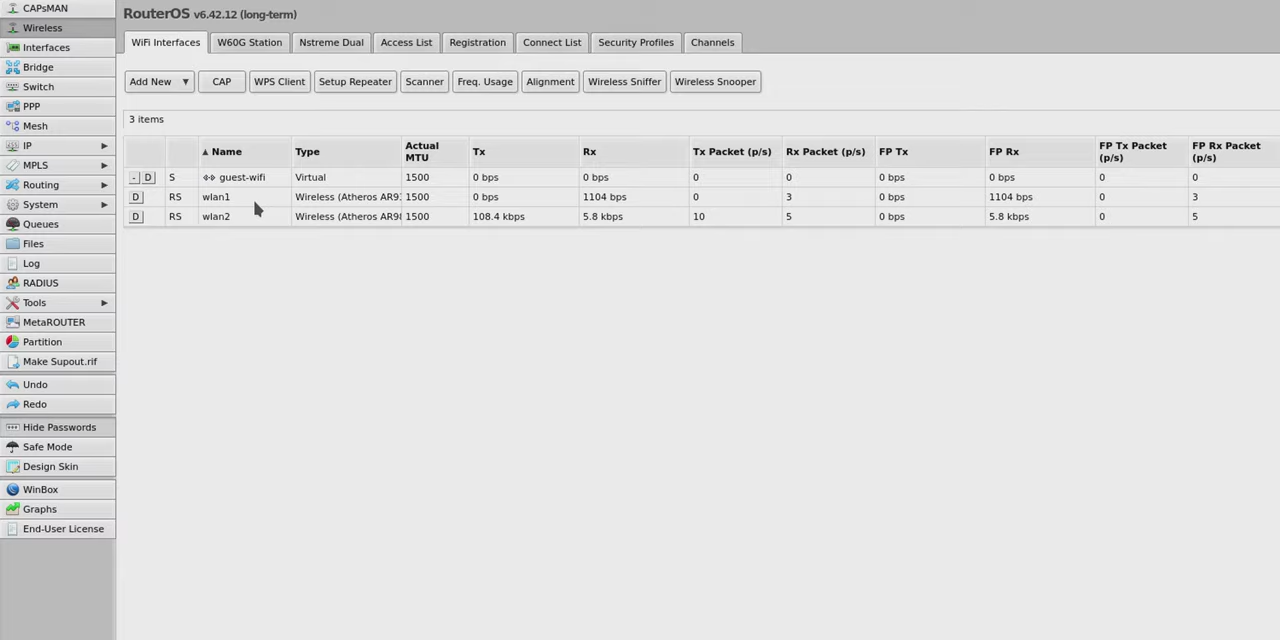 CAPsMAN
Wireless
Interfaces
Bridge
Switch
PPP
Mesh
IP
MPLS
Routing
System
Queues
Files
Log
RADIUS
Tools
MetaROUTER
Partition
Make Supout.rif
Undo
Redo
Hide Passwords
Safe Mode
Design Skin
WinBox
Graphs
End-User License
RouterOS v6.42.12 (long-term)
WiFi Interfaces W60G Station Nstreme Dual Access List Registration Connect List Security Profiles Channels
Add New CAP WPS Client Setup Repeater Scanner Freq. Usage Alignment Wireless Sniffer Wireless Snooper
3 items
Name Type Actual MTU Tx Rx Tx Packet (p/s) Rx Packet (p/s) FP Tx FP Rx FP Tx Packet (p/s) FP Rx Packet (p/s)
- D S guest-wifi Virtual 1500 0 bps 0 bps 0 0 0 bps 0 bps 0 0
D RS wlan1 Wireless (Atheros AR9 1500 0 bps 1104 bps 0 3 0 bps 1104 bps 0 3
D RS wlan2 Wireless (Atheros AR9 1500 108.4 kbps 5.8 kbps 10 5 0 bps 5.8 kbps 0 5